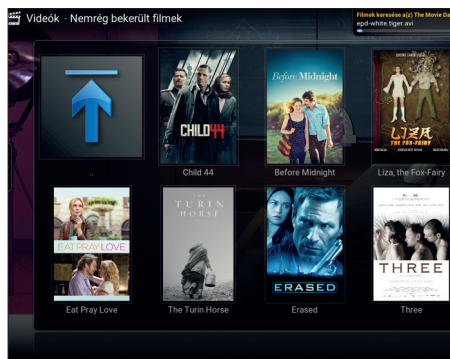 Videók - Nemrég bekerült filmek
Filmek keresése a(z) The Movie Da
epd-white.tiger.avi
CHILD44
Before Midnight
LIZA
THE FOX-FAIRY
..
Child 44
Before Midnight
Liza, the Fox-Fairy
EAT PRAY LOVE
THE
TURIN
HORSE
ERASED
THREE
Eat Pray Love
The Turin Horse
Erased
Three